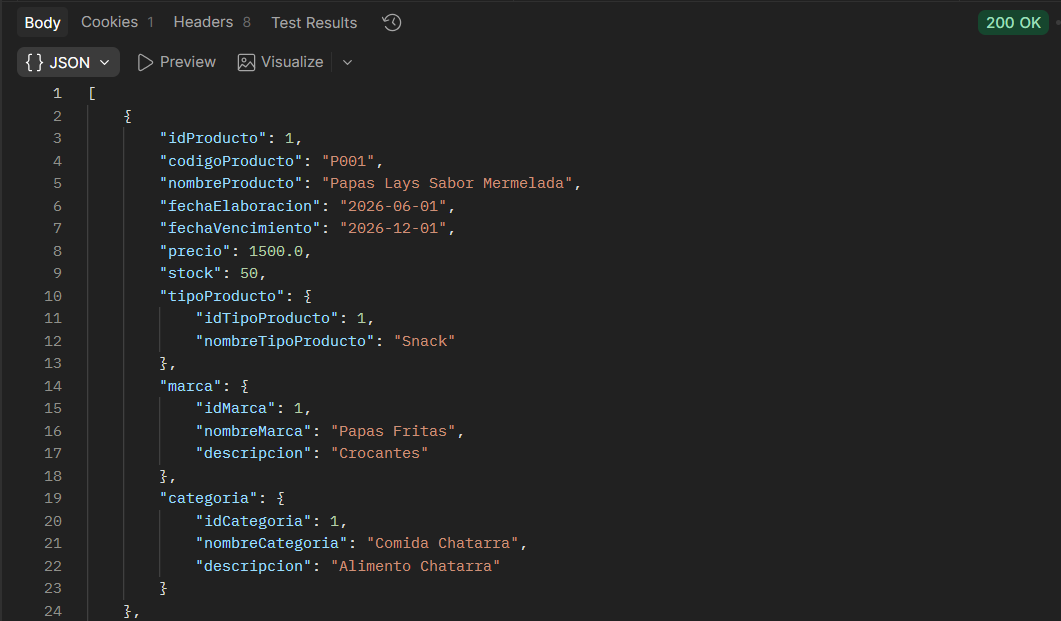 Body Cookies 1 Headers 8 Test Results 200 OK
{} JSON Preview Visualize
1 [
2 {
3 "idProducto": 1,
4 "codigoProducto": "P001",
5 "nombreProducto": "Papas Lays Sabor Mermelada",
6 "fechaElaboracion": "2026-06-01",
7 "fechaVencimiento": "2026-12-01",
8 "precio": 1500.0,
9 "stock": 50,
10 "tipoProducto": {
11 "idTipoProducto": 1,
12 "nombreTipoProducto": "Snack"
13 },
14 "marca": {
15 "idMarca": 1,
16 "nombreMarca": "Papas Fritas",
17 "descripcion": "Crocantes"
18 },
19 "categoria": {
20 "idCategoria": 1,
21 "nombreCategoria": "Comida Chatarra",
22 "descripcion": "Alimento Chatarra"
23 }
24 },